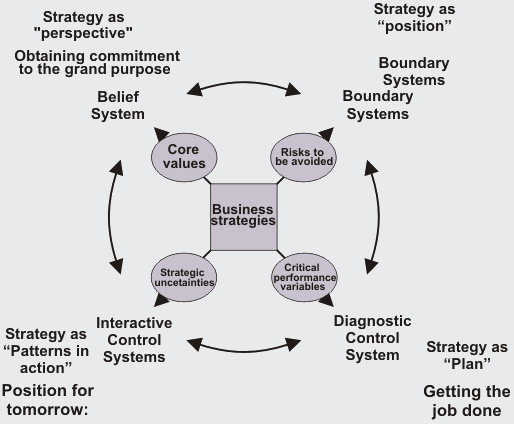 Strategy as
"perspective"
Obtaining commitment
to the grand purpose
Belief
System
Strategy as
“position”
Boundary
Systems
Boundary
Systems
Core
values
Risks to
be avoided
Business
strategies
Strategic
uncetainties
Critical
performance
variables
Interactive
Control
Systems
Strategy as
“Patterns in
action”
Position for
tomorrow:
Diagnostic
Control
System
Strategy as
“Plan”
Getting the
job done